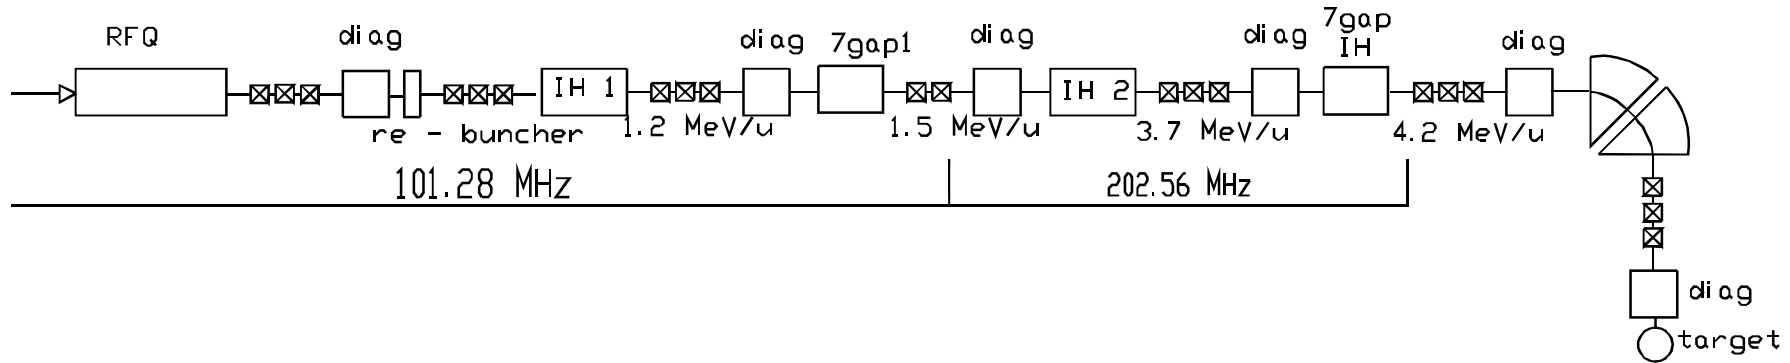 RFQ
diag
re - buncher
IH 1
1.2 MeV/u
diag
7gap1
1.5 MeV/u
diag
IH 2
3.7 MeV/u
diag
7gap
IH
4.2 MeV/u
diag
101.28 MHz
202.56 MHz
diag
target